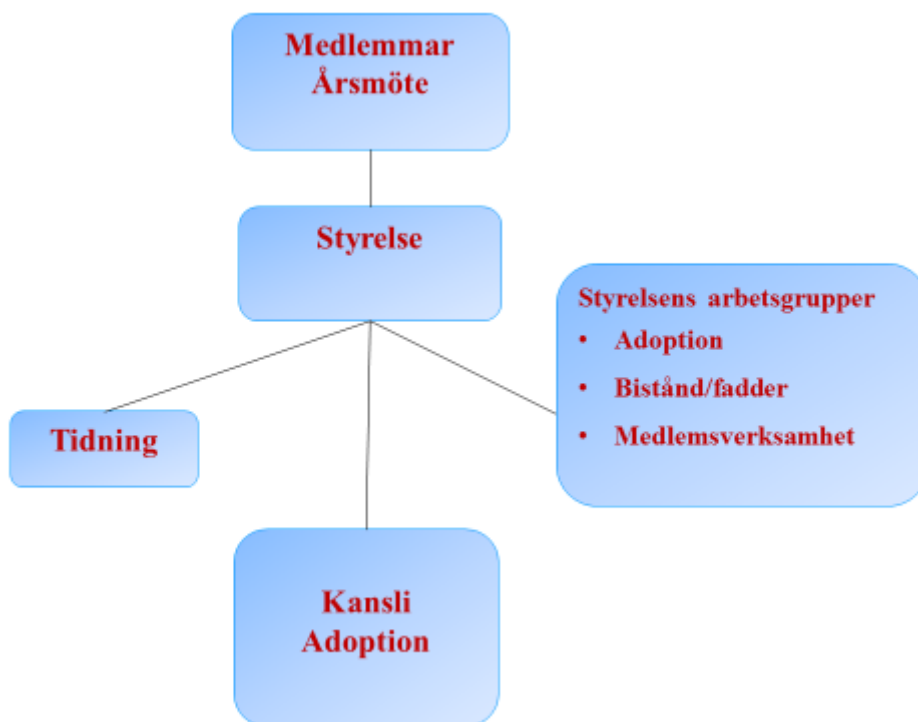 Medlemmar
Årsmöte
Styrelse
Styrelsens arbetsgrupper
• Adoption
• Bistånd/fadder
• Medlemsverksamhet
Tidning
Kansli
Adoption